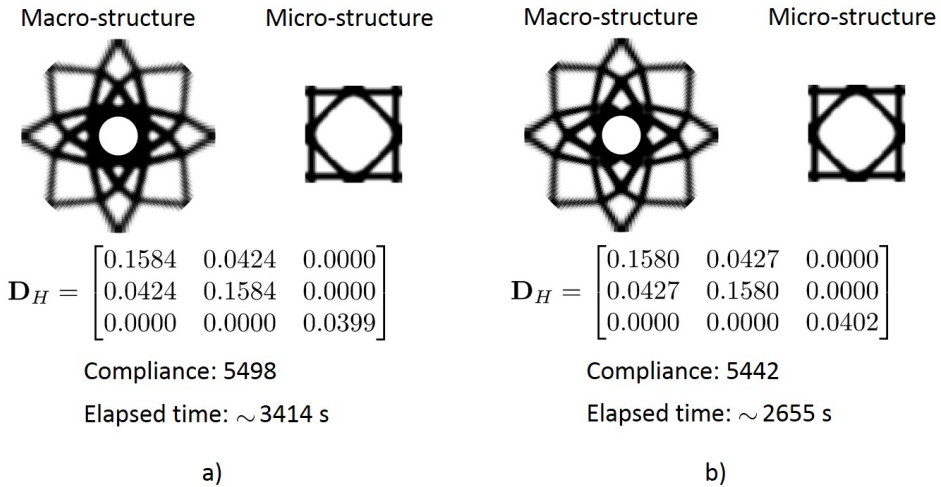 Macro-structure Micro-structure Macro-structure Micro-structure
0.1584 0.0424 0.0000
D_H = 0.0424 0.1584 0.0000
0.0000 0.0000 0.0399
Compliance: 5498
Elapsed time: ~3414 s
a)
0.1580 0.0427 0.0000
D_H = 0.0427 0.1580 0.0000
0.0000 0.0000 0.0402
Compliance: 5442
Elapsed time: ~2655 s
b)